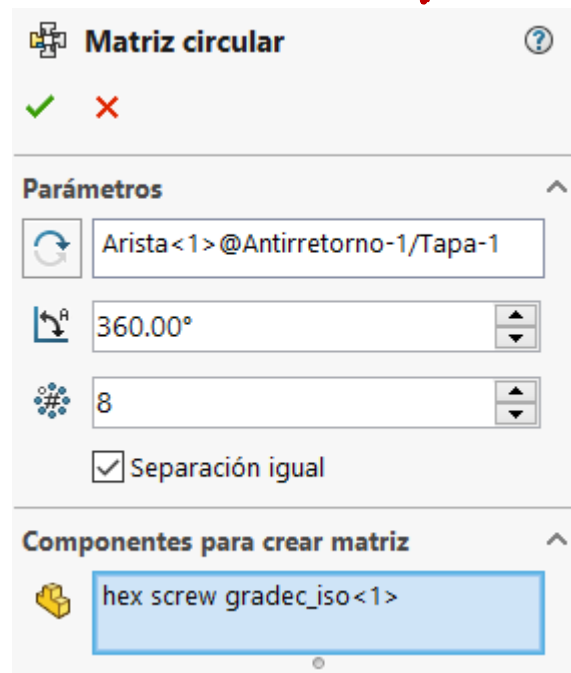 Matriz circular
Parámetros
Arista<1>@Antirretorno-1/Tapa-1
360.00°
8
Separación igual
Componentes para crear matriz
hex screw gradec_iso<1>